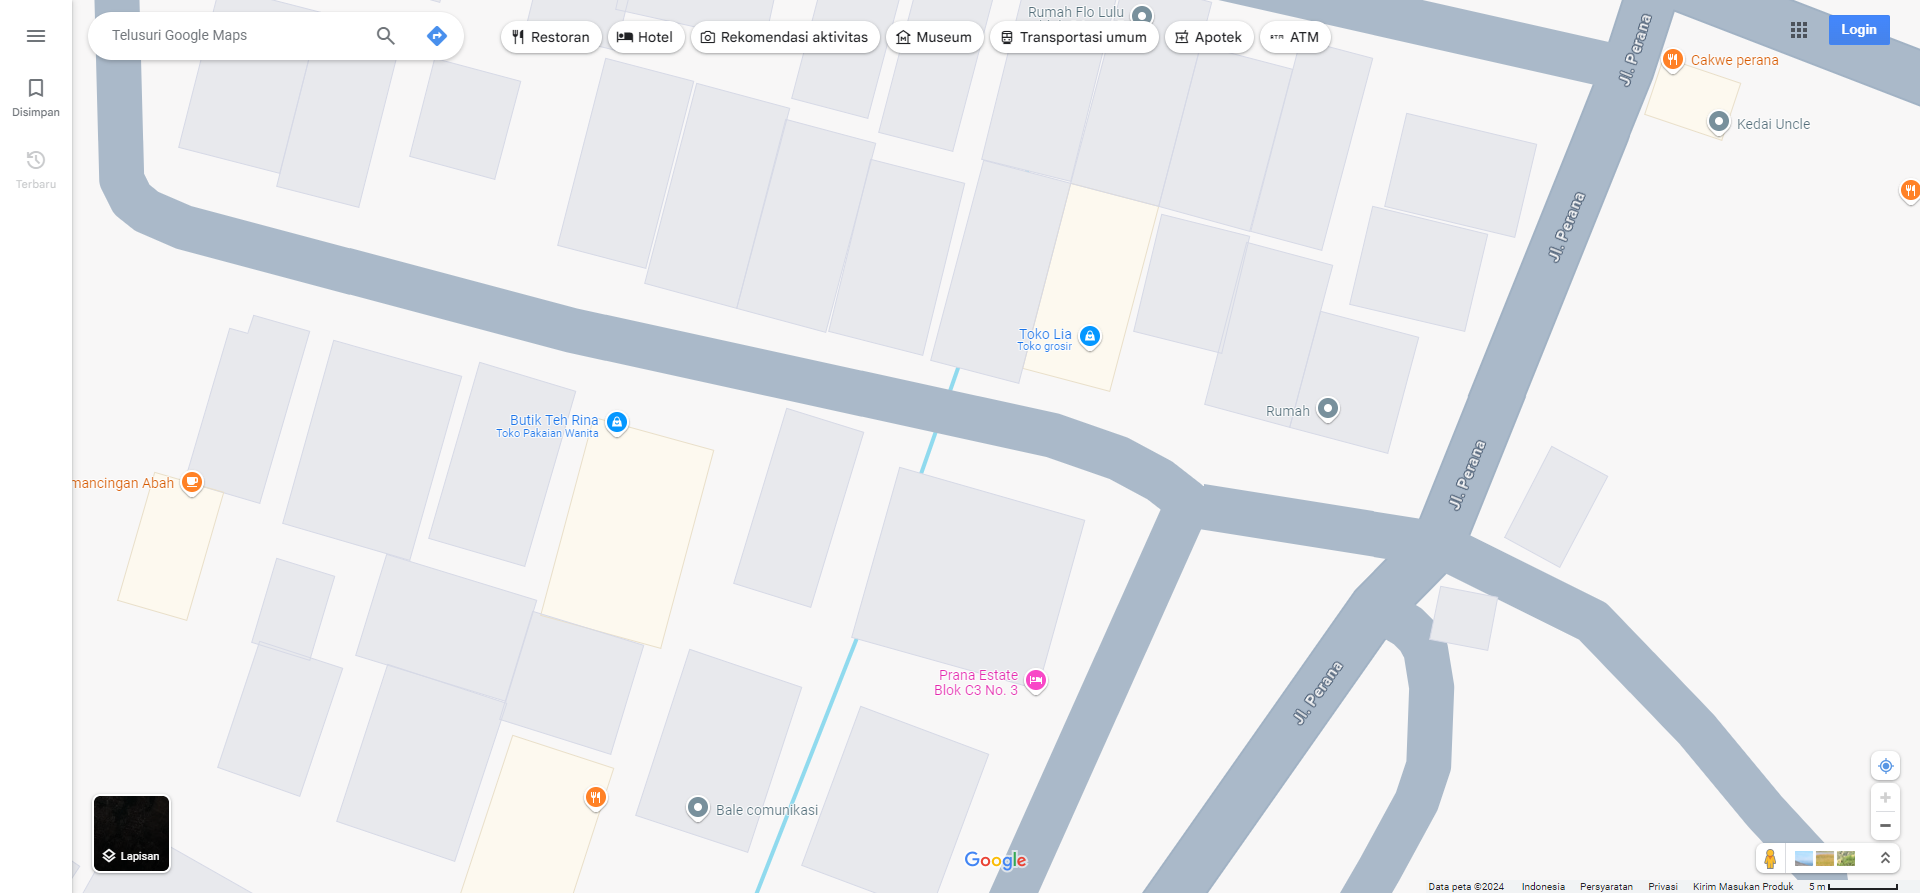 Telusuri Google Maps
Restoran
Hotel
Rekomendasi aktivitas
Museum
Transportasi umum
Apotek
ATM
Login
Disimpan
Terbaru
Rumah Flo Lulu
Jl. Perana
Cakwe perana
Kedai Uncle
Jl. Perana
Toko Lia
Toko grosir
Butik Teh Rina
Toko Pakaian Wanita
Rumah
mancingan Abah
Jl. Perana
Prana Estate
Blok C3 No. 3
Jl. Perana
Bale comunikasi
Lapisan
Google
Data peta ©2024
Indonesia
Persyaratan
Privasi
Kirim Masukan Produk
5 m